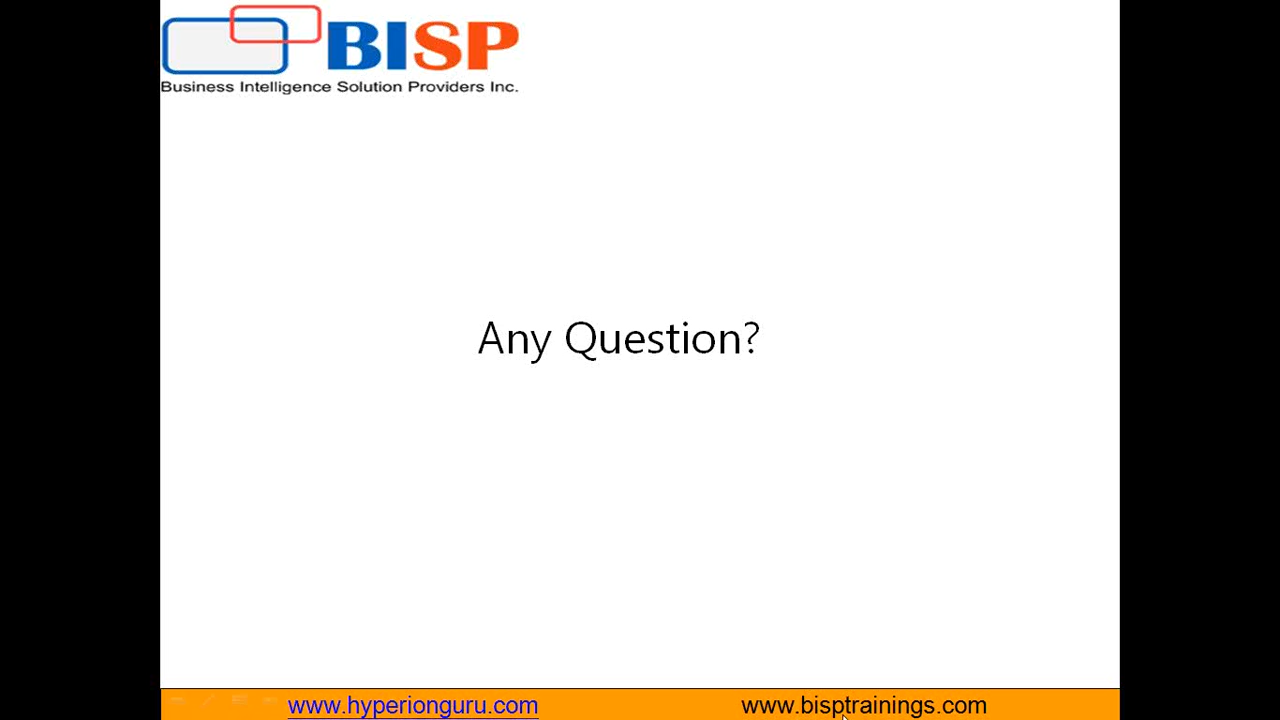 BISP
Business Intelligence Solution Providers Inc.
Any Question?
www.hyperionguru.com
www.bisptrainings.com